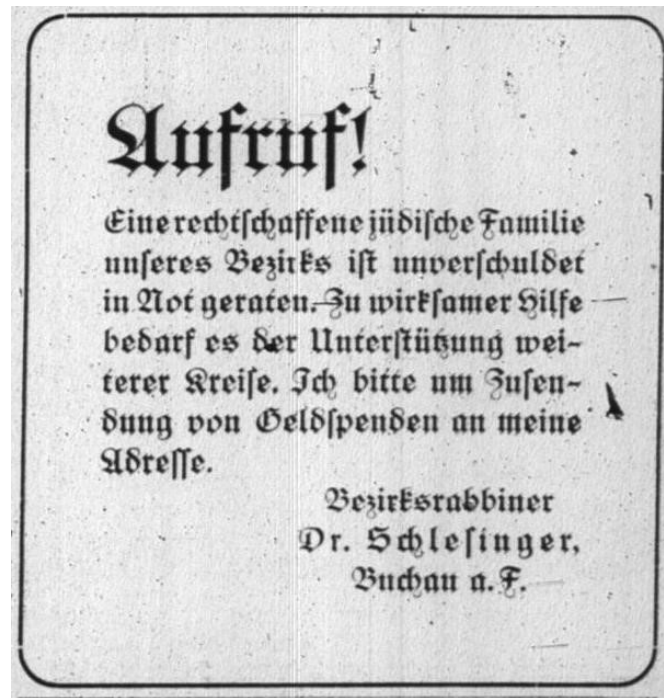 Aufruf!
Eine rechtschaffene jüdische Familie
unseres Bezirks ist unverschuldet
in Not geraten. Zu wirksamer Hilfe
bedarf es der Unterstützung wei-
terer Kreise. Ich bitte um Zusen-
dung von Geldspenden an meine
Adresse.
Bezirksrabbiner
Dr. Schlesinger,
Buchau a. F.